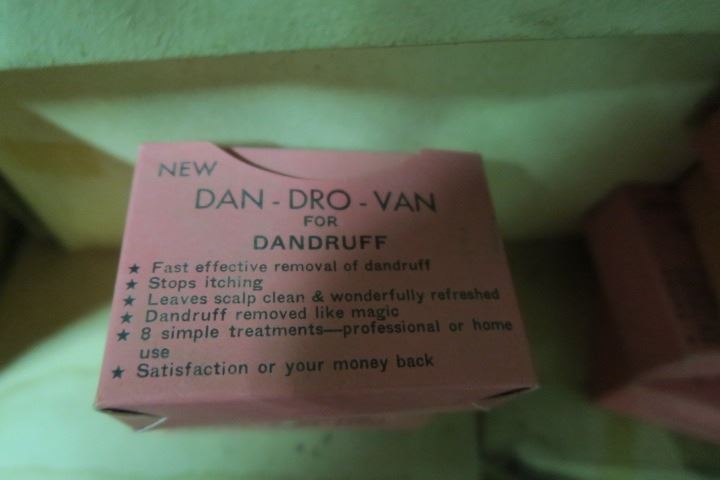 NEW
DAN - DRO - VAN
FOR
DANDRUFF
★ Fast effective removal of dandruff
★ Stops itching
★ Leaves scalp clean & wonderfully refreshed
★ Dandruff removed like magic
★ 8 simple treatments—professional or home
use
★ Satisfaction or your money back